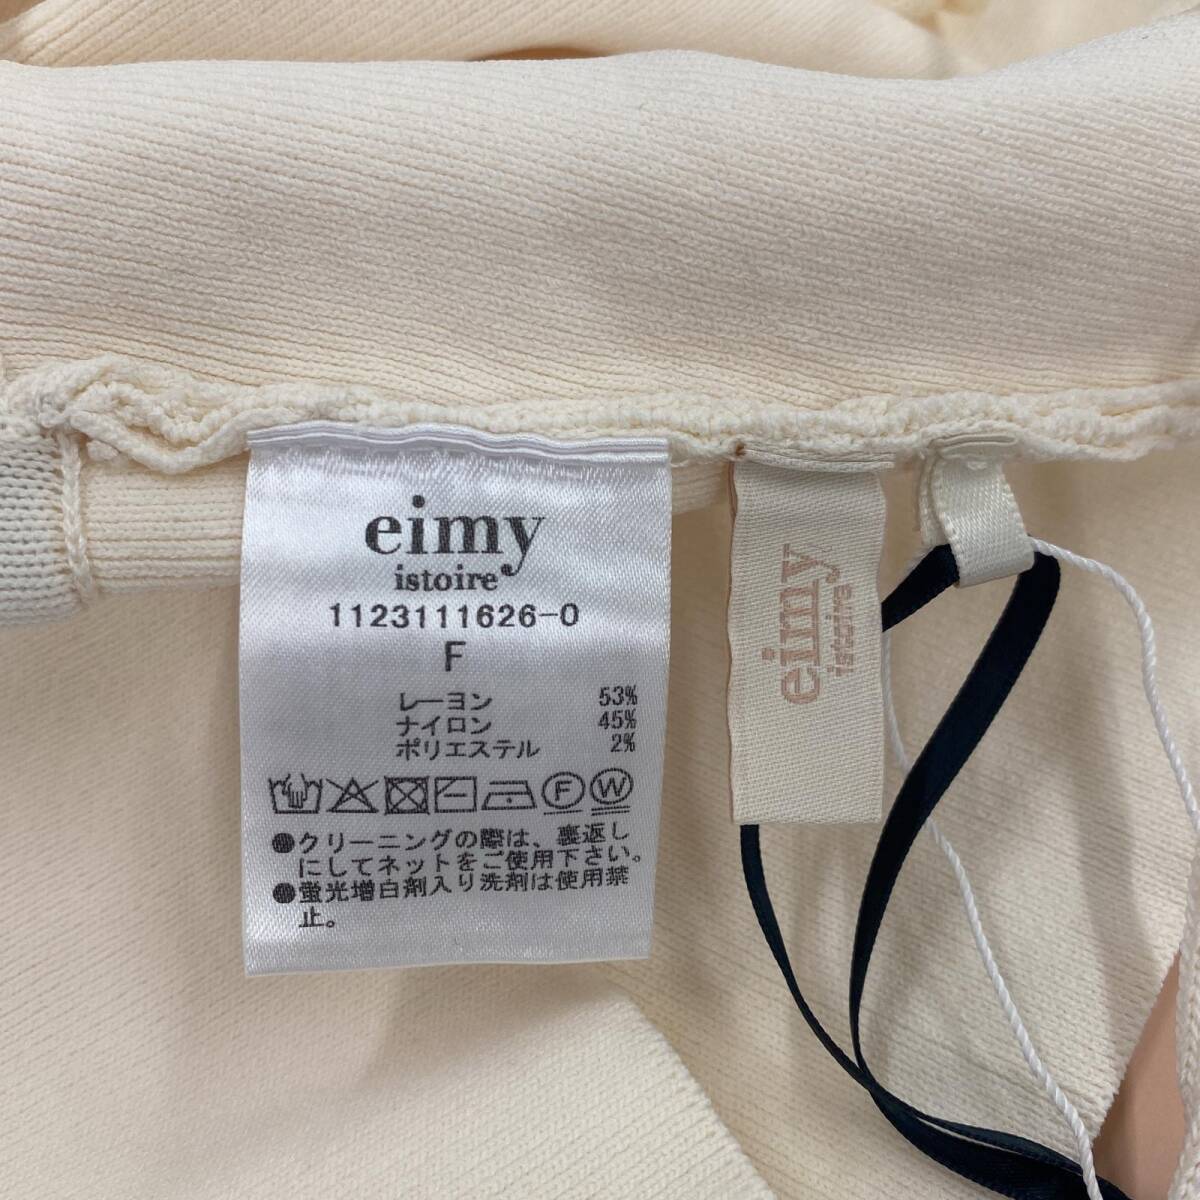 eimy
istoire
1123111626-0
F
レーヨン 53%
ナイロン 45%
ポリエステル 2%
F W
●クリーニングの際は、裏返し
にしてネットをご使用下さい。
●蛍光増白剤入り洗剤は使用禁
止。
eimy
istoire